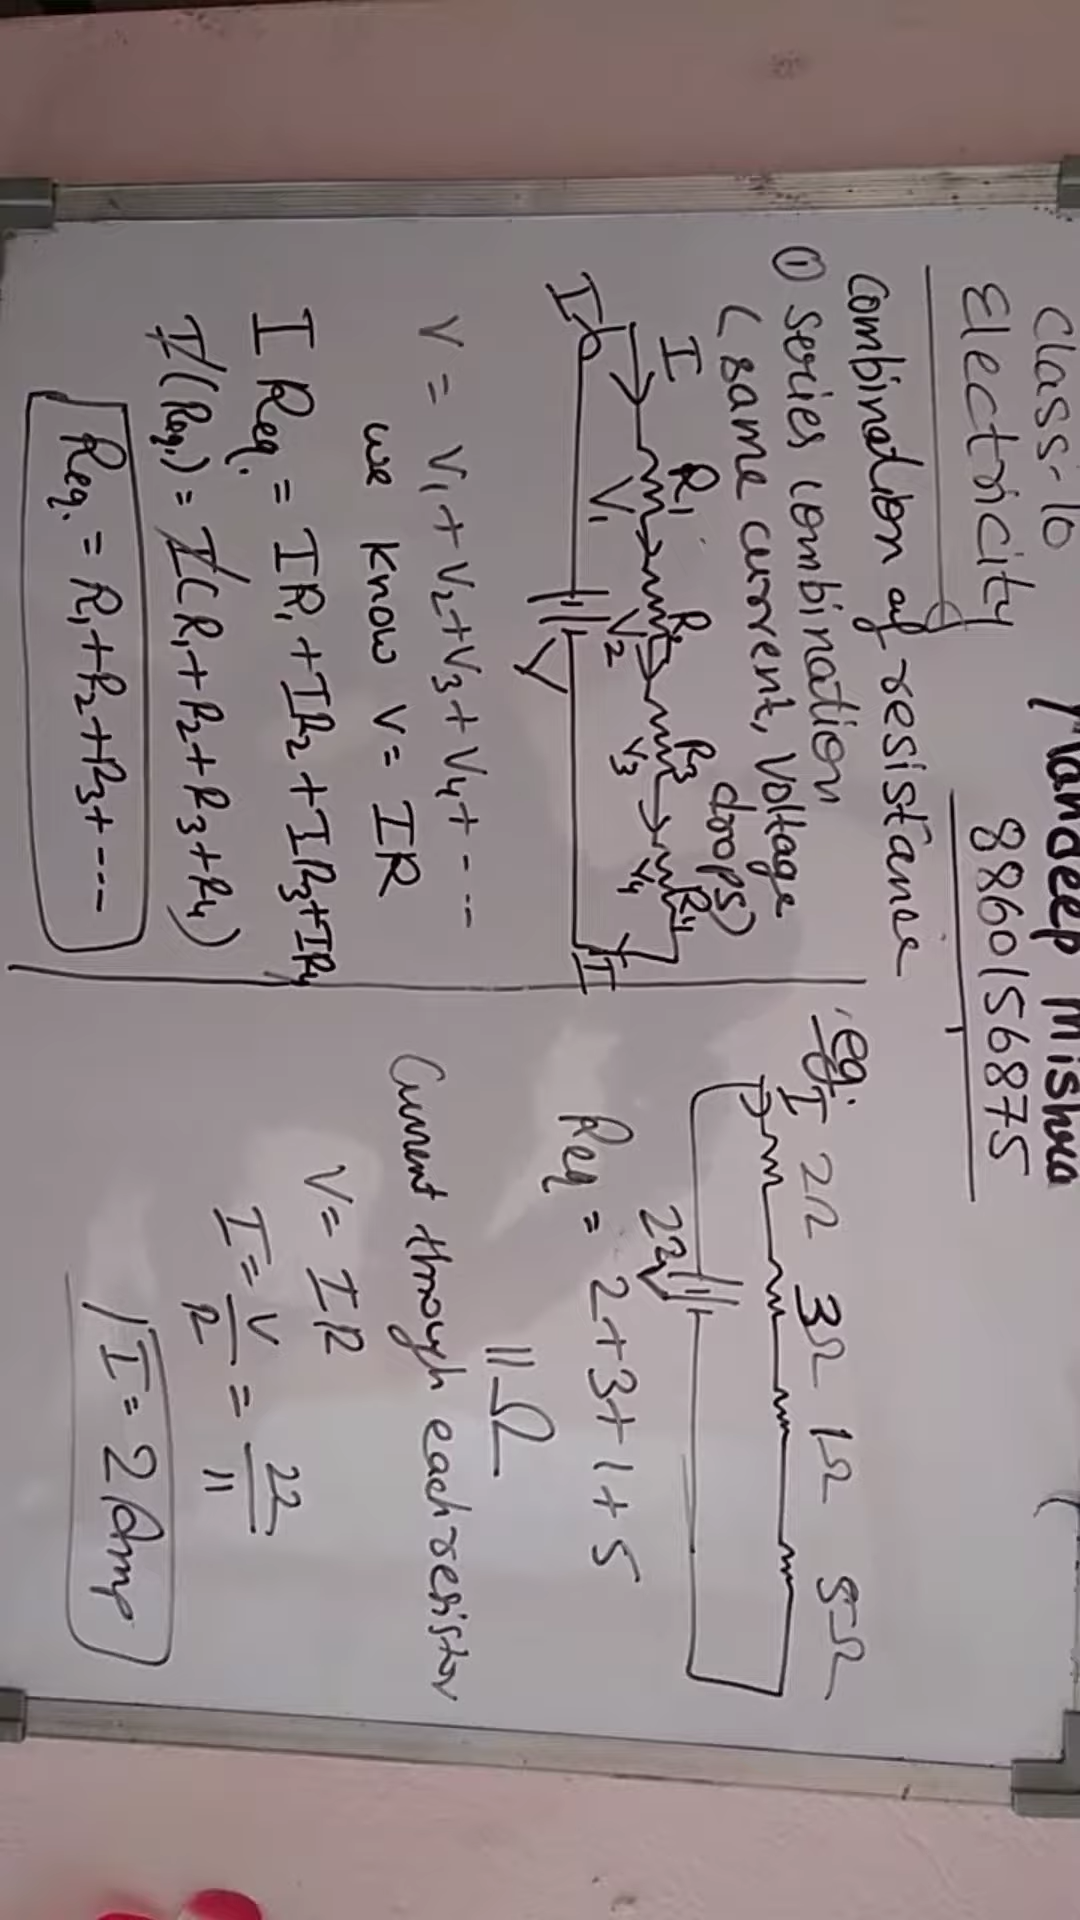 Class-10
Electricity
Mandeep Mishra
8860156875
Combination of resistance
① series combination
(same current, voltage
drops)
I R1 R2 R3 R4
V1 V2 V3 V4
I I
V
V = V1 + V2 + V3 + V4 + ---
we know V = IR
I Req. = IR1 + IR2 + IR3 + IR4
I(Req.) = I(R1 + R2 + R3 + R4)
Req. = R1 + R2 + R3 + ---
eg.
I 2Ω 3Ω 1Ω 5Ω
22V
Req = 2 + 3 + 1 + 5
11 Ω
Current through each resistor
V = IR
I = V/R = 22/11
I = 2 Amp